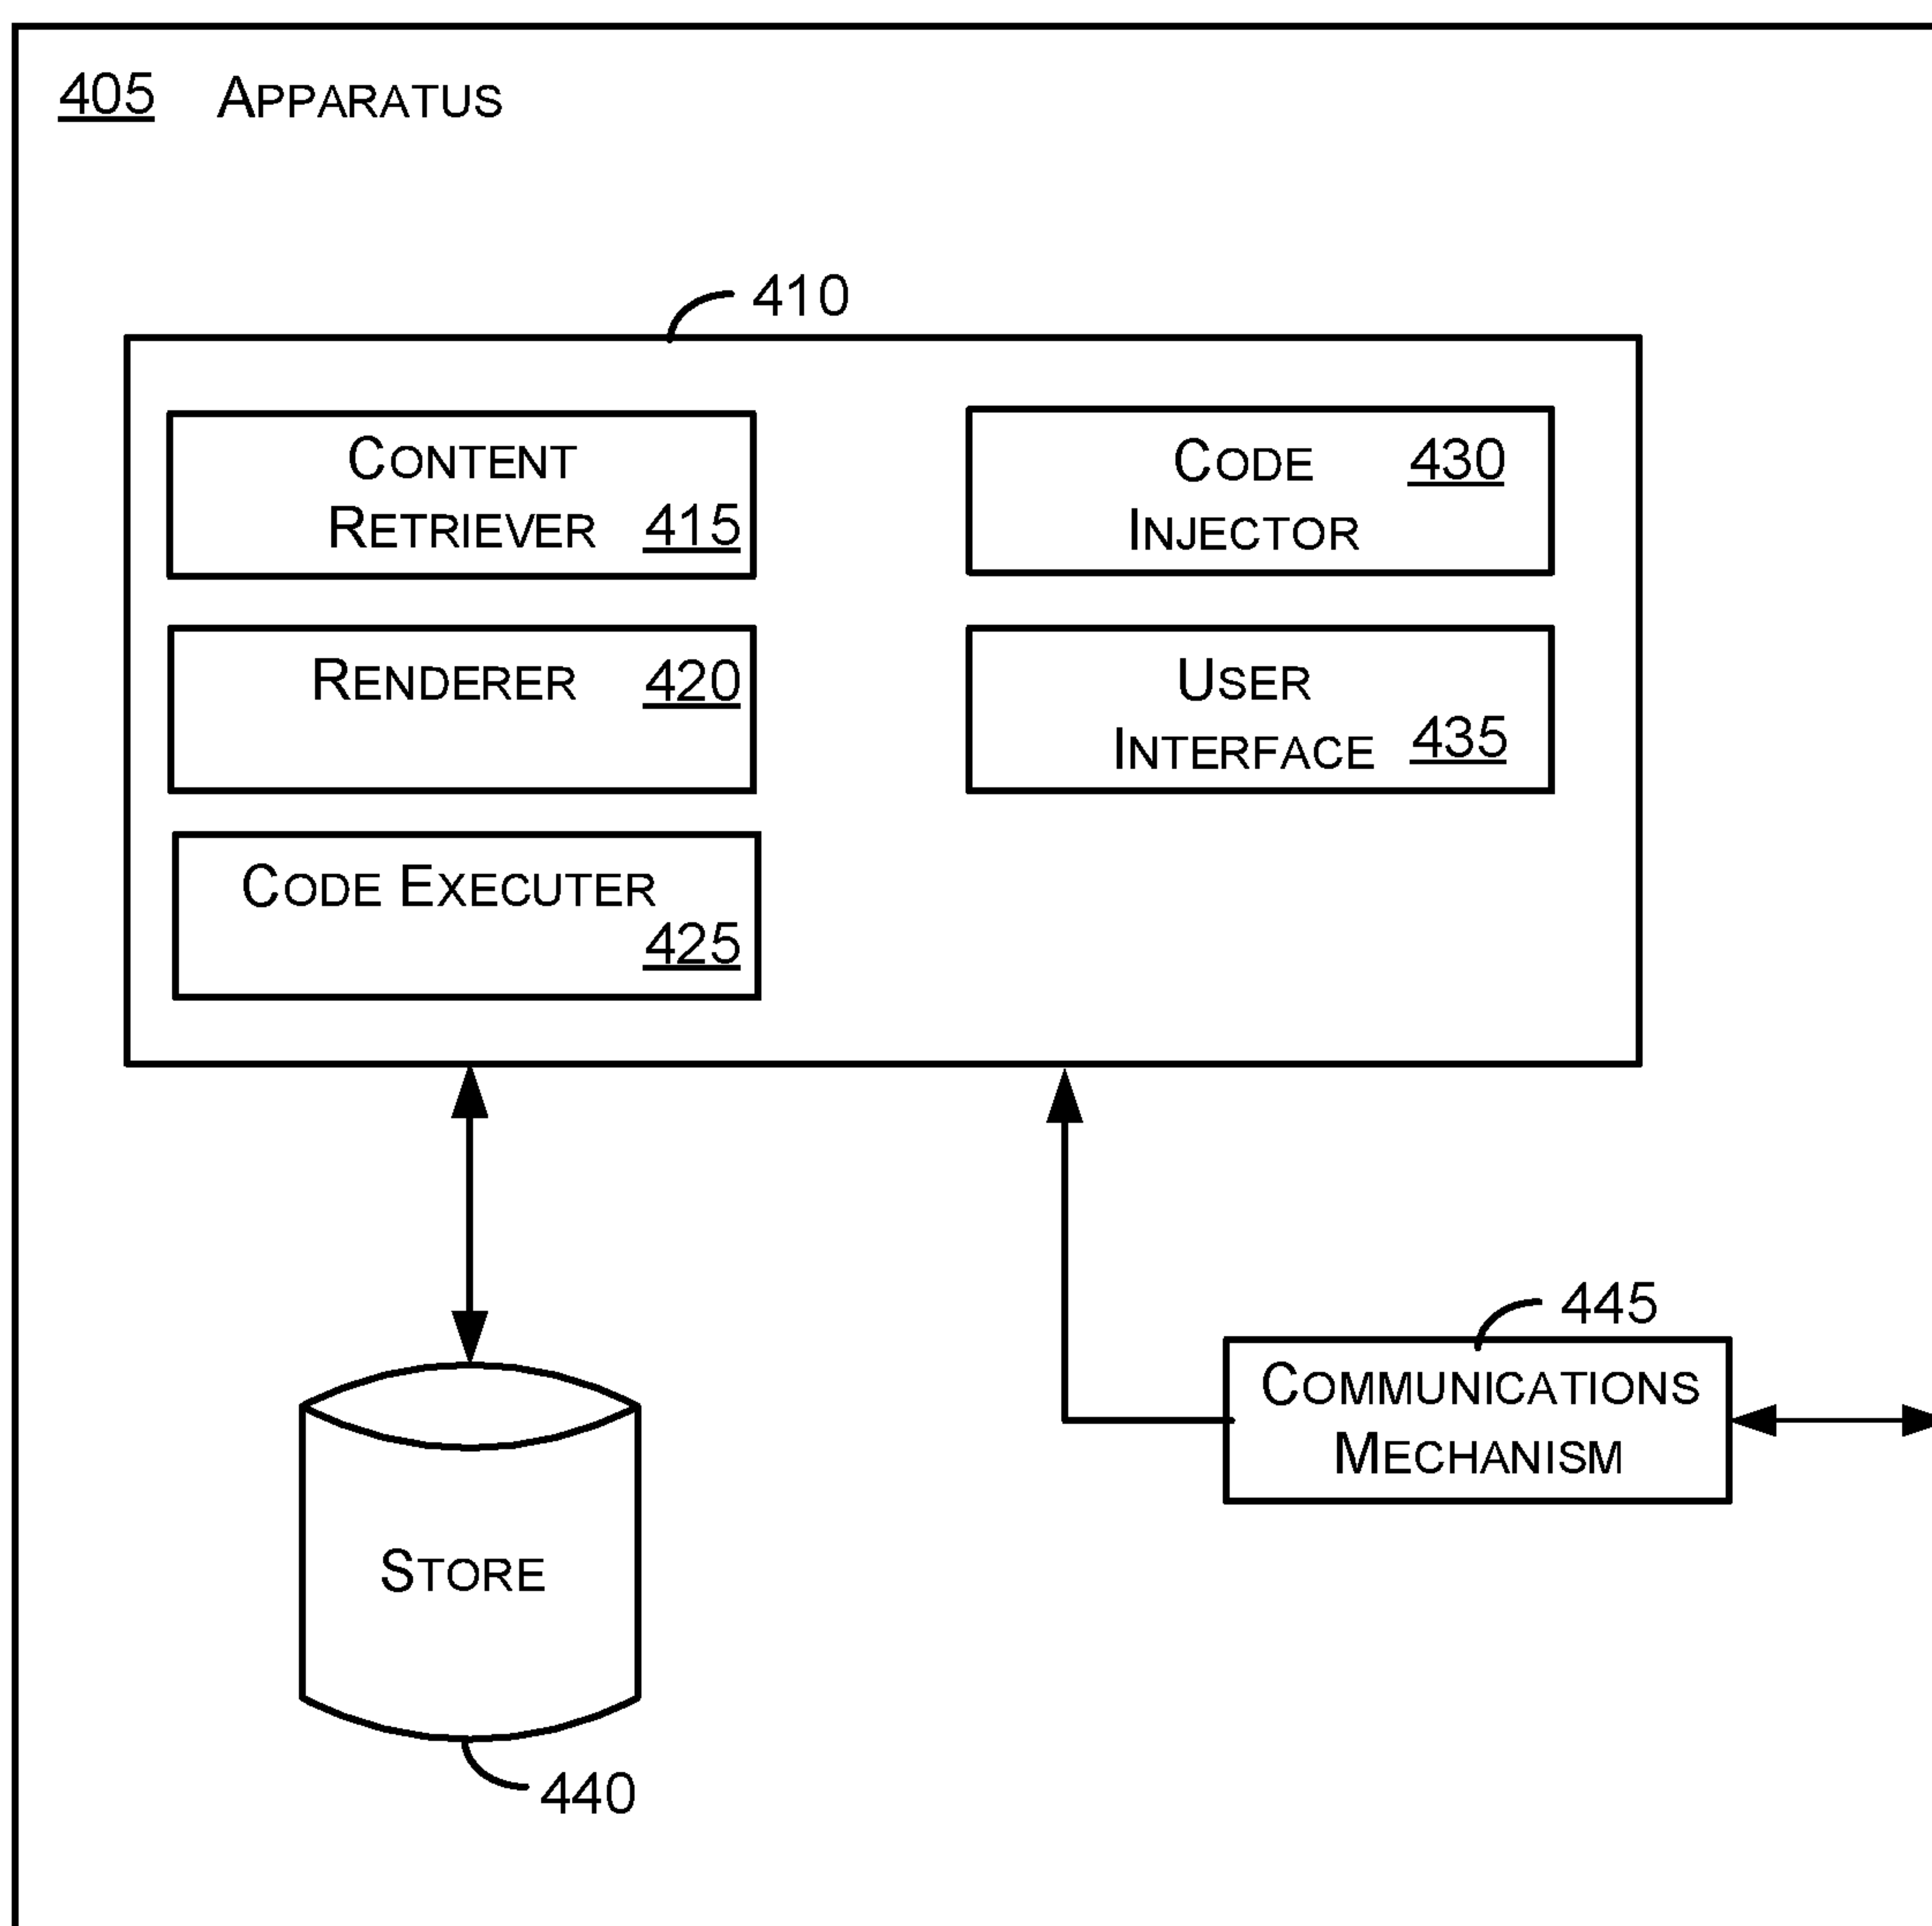 405 APPARATUS
410
CONTENT
RETRIEVER 415
CODE 430
INJECTOR
RENDERER 420
USER
INTERFACE 435
CODE EXECUTER
425
445
COMMUNICATIONS
MECHANISM
STORE
440